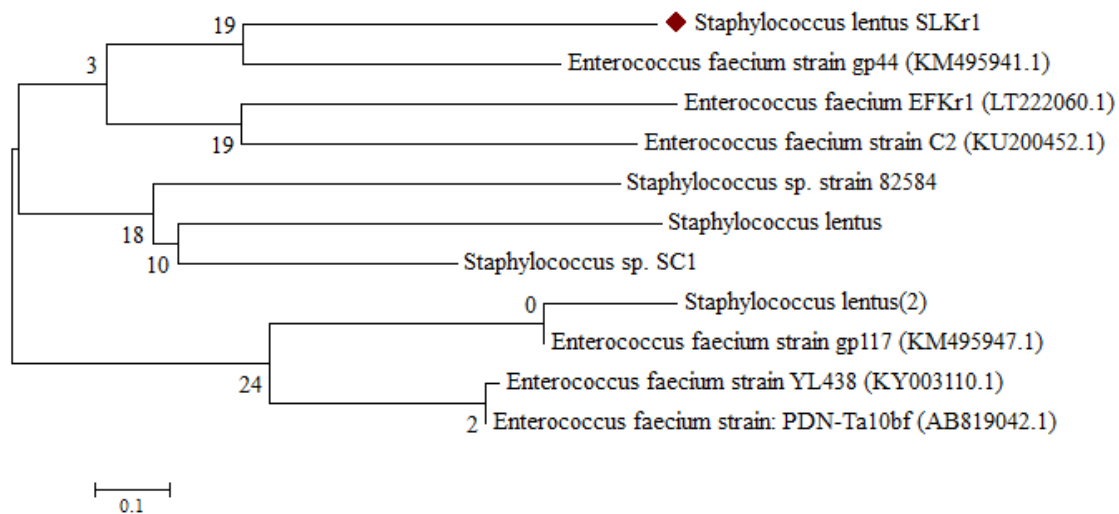 19
Staphylococcus lentus SLKr1
3
Enterococcus faecium strain gp44 (KM495941.1)
Enterococcus faecium EFKr1 (LT222060.1)
19
Enterococcus faecium strain C2 (KU200452.1)
Staphylococcus sp. strain 82584
18
Staphylococcus lentus
10
Staphylococcus sp. SC1
0
Staphylococcus lentus(2)
Enterococcus faecium strain gp117 (KM495947.1)
24
Enterococcus faecium strain YL438 (KY003110.1)
2
Enterococcus faecium strain: PDN-Ta10bf (AB819042.1)
0.1